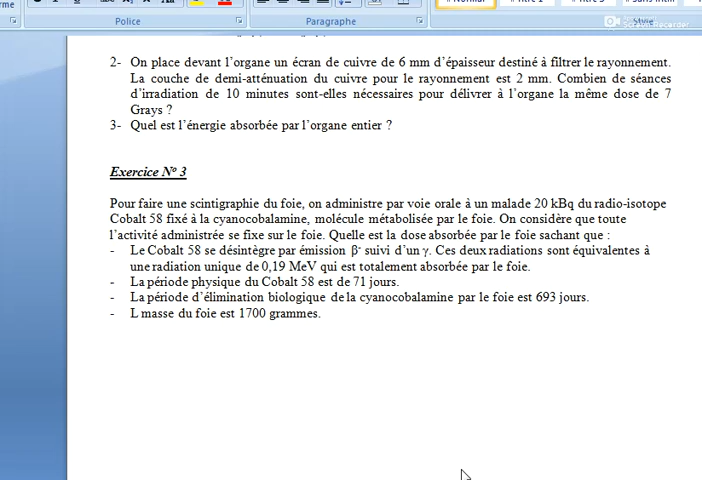 Police
Paragraphe
Style
Screen Recorder
2- On place devant l’organe un écran de cuivre de 6 mm d’épaisseur destiné à filtrer le rayonnement.
La couche de demi-atténuation du cuivre pour le rayonnement est 2 mm. Combien de séances
d’irradiation de 10 minutes sont-elles nécessaires pour délivrer à l’organe la même dose de 7
Grays ?
3- Quel est l’énergie absorbée par l’organe entier ?
Exercice N° 3
Pour faire une scintigraphie du foie, on administre par voie orale à un malade 20 kBq du radio-isotope
Cobalt 58 fixé à la cyanocobalamine, molécule métabolisée par le foie. On considère que toute
l’activité administrée se fixe sur le foie. Quelle est la dose absorbée par le foie sachant que :
- Le Cobalt 58 se désintègre par émission β⁺ suivi d’un γ. Ces deux radiations sont équivalentes à
une radiation unique de 0,19 MeV qui est totalement absorbée par le foie.
- La période physique du Cobalt 58 est de 71 jours.
- La période d’élimination biologique de la cyanocobalamine par le foie est 693 jours.
- L masse du foie est 1700 grammes.